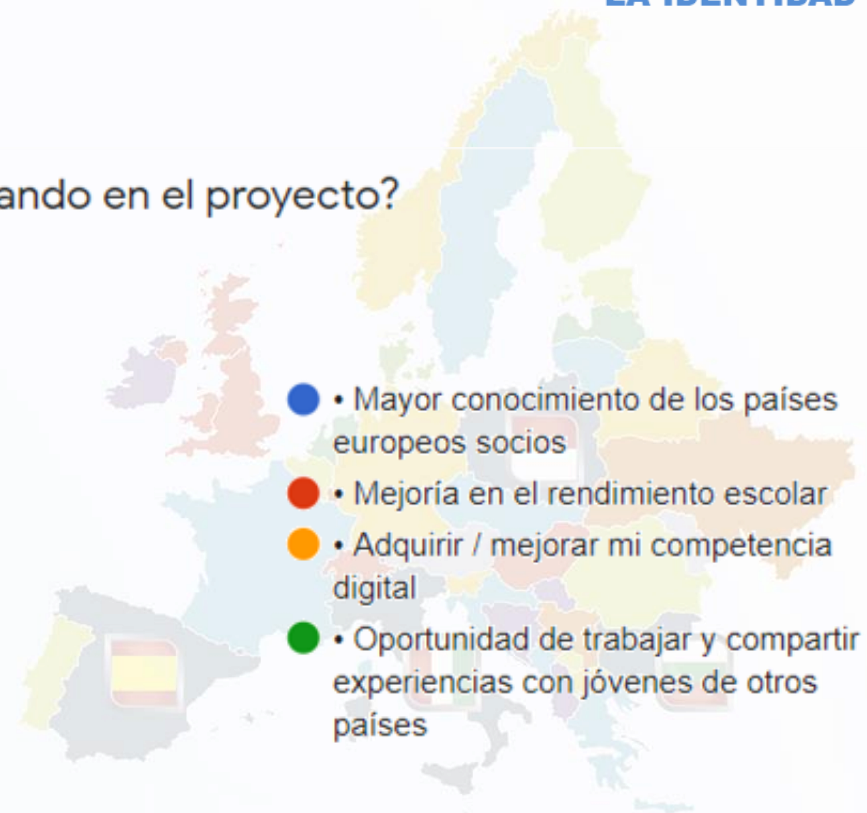 LA IDENTIDAD
ando en el proyecto?
• Mayor conocimiento de los países
europeos socios
• Mejoría en el rendimiento escolar
• Adquirir / mejorar mi competencia
digital
• Oportunidad de trabajar y compartir
experiencias con jóvenes de otros
países